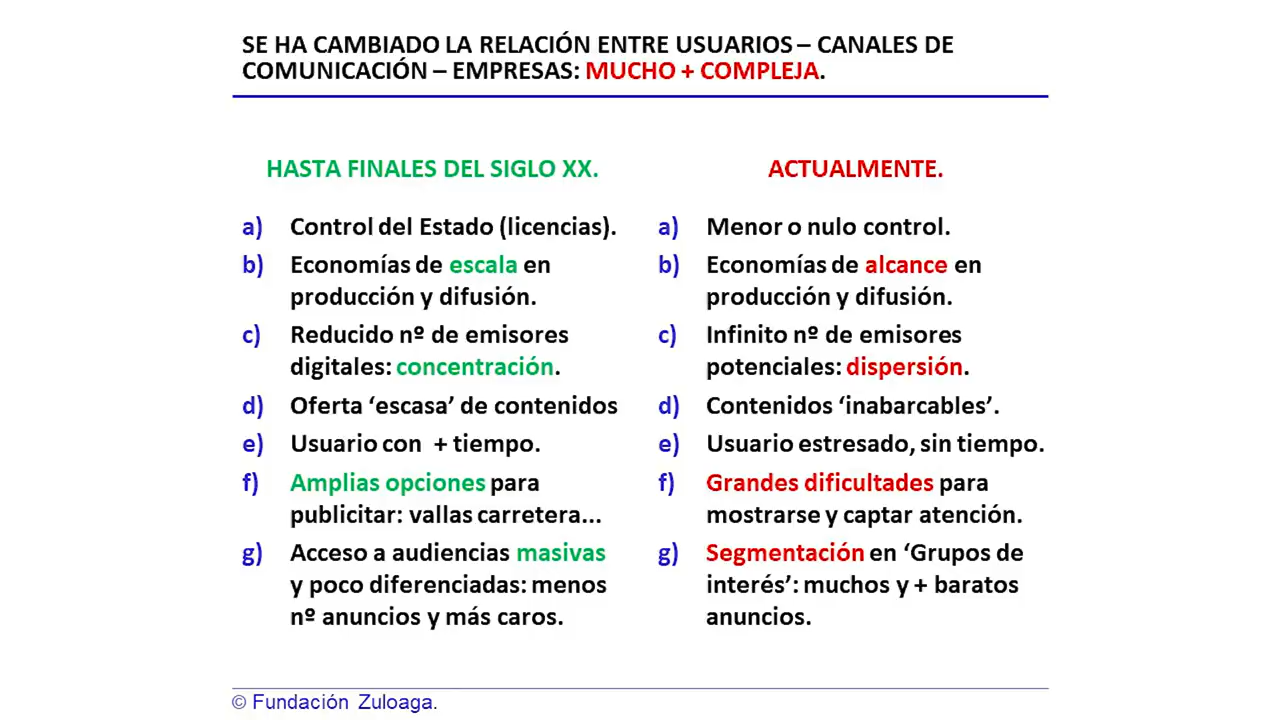 SE HA CAMBIADO LA RELACIÓN ENTRE USUARIOS – CANALES DE
COMUNICACIÓN – EMPRESAS: MUCHO + COMPLEJA.
HASTA FINALES DEL SIGLO XX.
a) Control del Estado (licencias).
b) Economías de escala en
producción y difusión.
c) Reducido nº de emisores
digitales: concentración.
d) Oferta ‘escasa’ de contenidos
e) Usuario con + tiempo.
f) Amplias opciones para
publicitar: vallas carretera...
g) Acceso a audiencias masivas
y poco diferenciadas: menos
nº anuncios y más caros.
ACTUALMENTE.
a) Menor o nulo control.
b) Economías de alcance en
producción y difusión.
c) Infinito nº de emisores
potenciales: dispersión.
d) Contenidos ‘inabarcables’.
e) Usuario estresado, sin tiempo.
f) Grandes dificultades para
mostrarse y captar atención.
g) Segmentación en ‘Grupos de
interés’: muchos y + baratos
anuncios.
© Fundación Zuloaga.